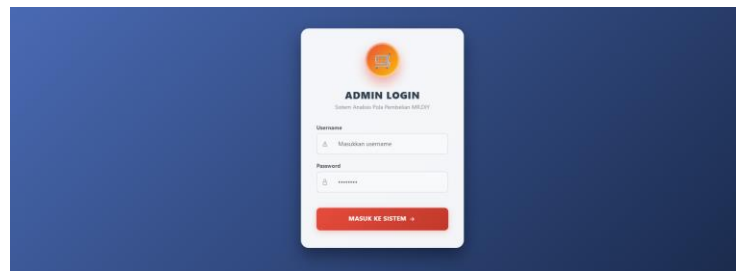 ADMIN LOGIN
Sistem Analisis Pola Pembelian MR.DIY
Username
Masukkan username
Password
********
MASUK KE SISTEM →